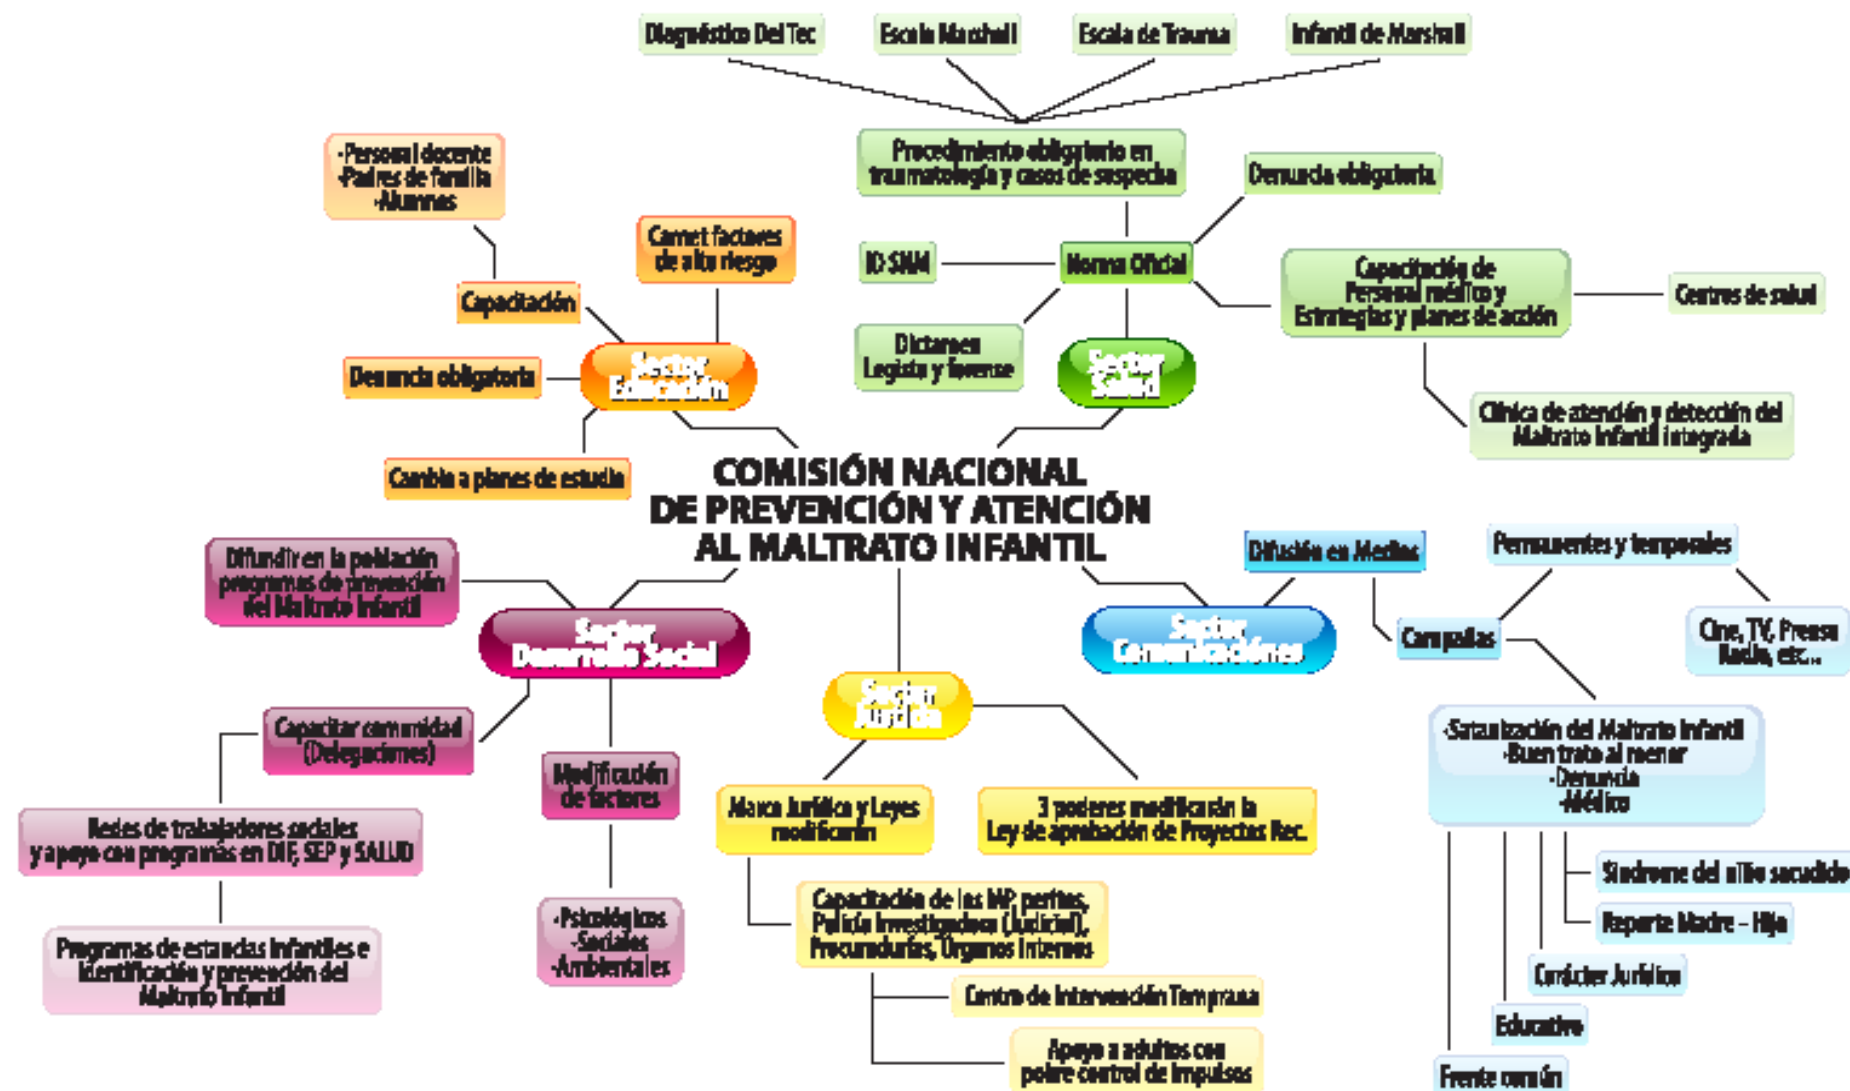 Diagnóstico Del Tec
Escala Marshall
Escala de Trauma
Infantil de Marshall
Procedimiento obligatorio en
traumatología y casos de sospecha
Denuncia obligatoria
-Personal docente
-Padres de familia
-Alumnos
Carnet factores
de alto riesgo
Norma Oficial
Capacitación de
Personal médico y
Estrategias y planes de acción
Centros de salud
Capacitación
Dictamen
Legista y forense
Sector
Educación
Sector
Salud
Denuncia obligatoria
Clínica de atención y detección del
Maltrato Infantil integrada
Cambio a planes de estudio
COMISIÓN NACIONAL
DE PREVENCIÓN Y ATENCIÓN
AL MALTRATO INFANTIL
Difundir en la población
programas de prevención
del Maltrato Infantil
Difusión en Medios
Permanentes y temporales
Sector
Desarrollo Social
Sector
Comunicaciónes
Campañas
Cine, TV, Prensa
Radio, etc...
Sector
Justicia
Capacitar comunidad
(Delegaciones)
Modificación
de factores
-Satanización del Maltrato Infantil
-Buen trato al menor
-Denuncia
-Médico
Marco Jurídico y Leyes
modificarán
3 poderes modificarán la
Ley de aprobación de Proyectos Rec.
Redes de trabajadores sociales
y apoyo con programas en DIF, SEP y SALUD
Síndrome del niño sacudido
Reporte Madre – Hijo
Capacitación de los MP peritos,
Policía Investigadora (Judicial),
Procuradurías, Órganos Internos
-Psicológicos
-Sociales
-Ambientales
Programas de estancias infantiles e
identificación y prevención del
Maltrato Infantil
Carácter Jurídico
Centro de Intervención Temprana
Educativo
Apoyo a adultos con
pobre control de impulsos
Frente común